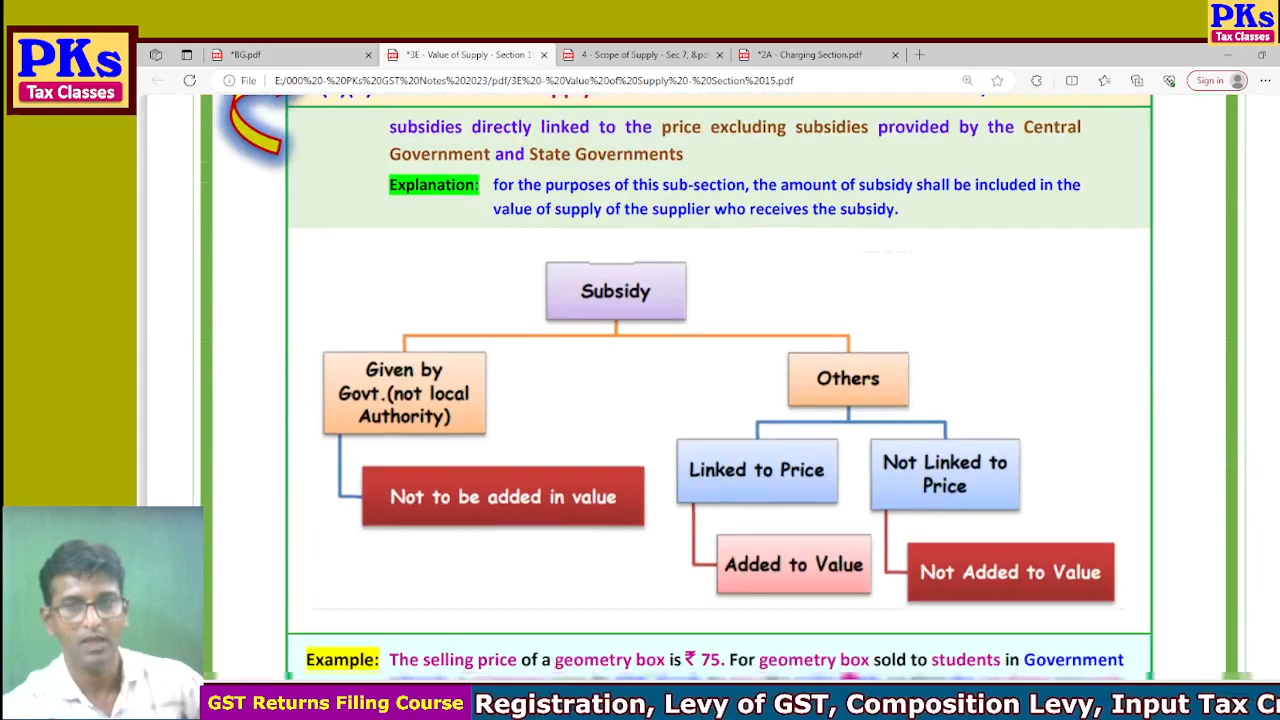 PKs
Tax Classes
PKs
Tax Classes
*BG.pdf
*3E - Value of Supply - Section 1
4 - Scope of Supply - Sec 7, 8.pdf
*2A - Charging Section.pdf
File
E:/000%20-%20PKs%20GST%20Notes%202023/pdf/3E%20-%20Value%20of%20Supply%20-%20Section%2015.pdf
Sign in
subsidies directly linked to the price excluding subsidies provided by the Central
Government and State Governments
Explanation: for the purposes of this sub-section, the amount of subsidy shall be included in the
value of supply of the supplier who receives the subsidy.
Subsidy
Given by
Govt.(not local
Authority)
Others
Not to be added in value
Linked to Price
Not Linked to
Price
Added to Value
Not Added to Value
Example: The selling price of a geometry box is ₹ 75. For geometry box sold to students in Government
GST Returns Filing Course
Registration, Levy of GST, Composition Levy, Input Tax C